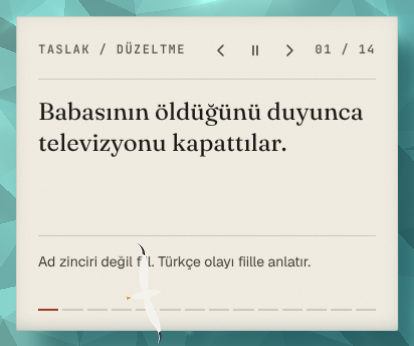 TASLAK / DÜZELTME 01 / 14
Babasının öldüğünü duyunca
televizyonu kapattılar.
Ad zinciri değil Türkçe olayı fiille anlatır.